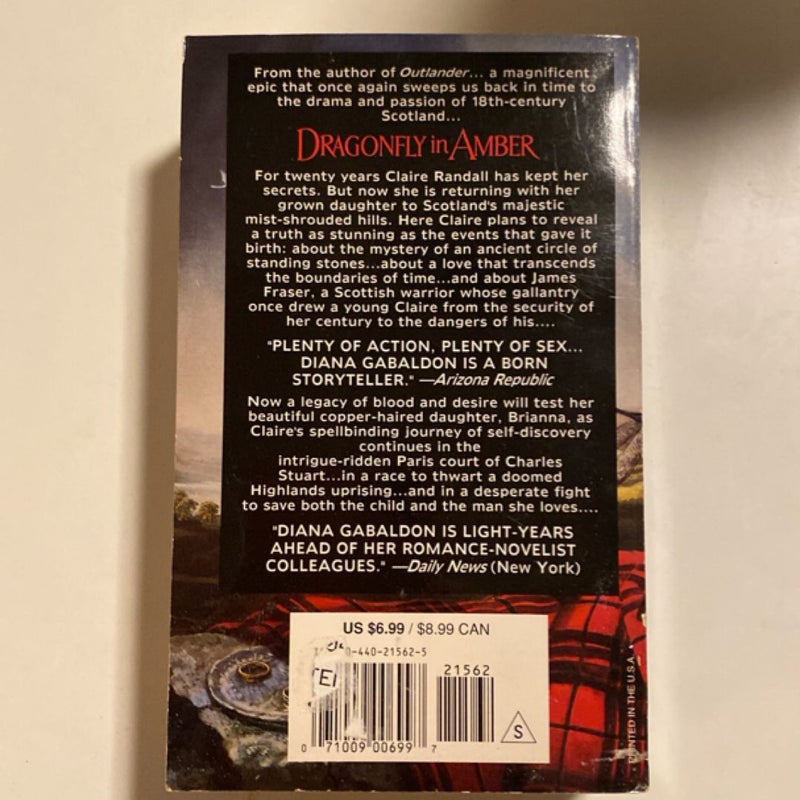 From the author of Outlander... a magnificent
epic that once again sweeps us back in time to
the drama and passion of 18th-century
Scotland...
DRAGONFLY in AMBER
For twenty years Claire Randall has kept her
secrets. But now she is returning with her
grown daughter to Scotland's majestic
mist-shrouded hills. Here Claire plans to reveal
a truth as stunning as the events that gave it
birth: about the mystery of an ancient circle of
standing stones...about a love that transcends
the boundaries of time...and about James
Fraser, a Scottish warrior whose gallantry
once drew a young Claire from the security of
her century to the dangers of his....
"PLENTY OF ACTION, PLENTY OF SEX...
DIANA GABALDON IS A BORN
STORYTELLER." —Arizona Republic
Now a legacy of blood and desire will test her
beautiful copper-haired daughter, Brianna, as
Claire's spellbinding journey of self-discovery
continues in the
intrigue-ridden Paris court of Charles
Stuart...in a race to thwart a doomed
Highlands uprising...and in a desperate fight
to save both the child and the man she loves....
"DIANA GABALDON IS LIGHT-YEARS
AHEAD OF HER ROMANCE-NOVELIST
COLLEAGUES." —Daily News (New York)
US $6.99 / $8.99 CAN
0-440-21562-5
21562
S
0 71009 00699 7
PRINTED IN THE U.S.A.